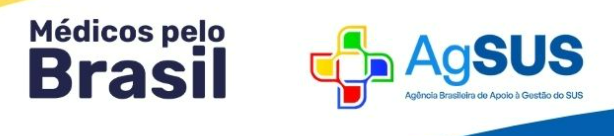 Médicos pelo
Brasil
AgSUS
Agência Brasileira de Apoio à Gestão do SUS